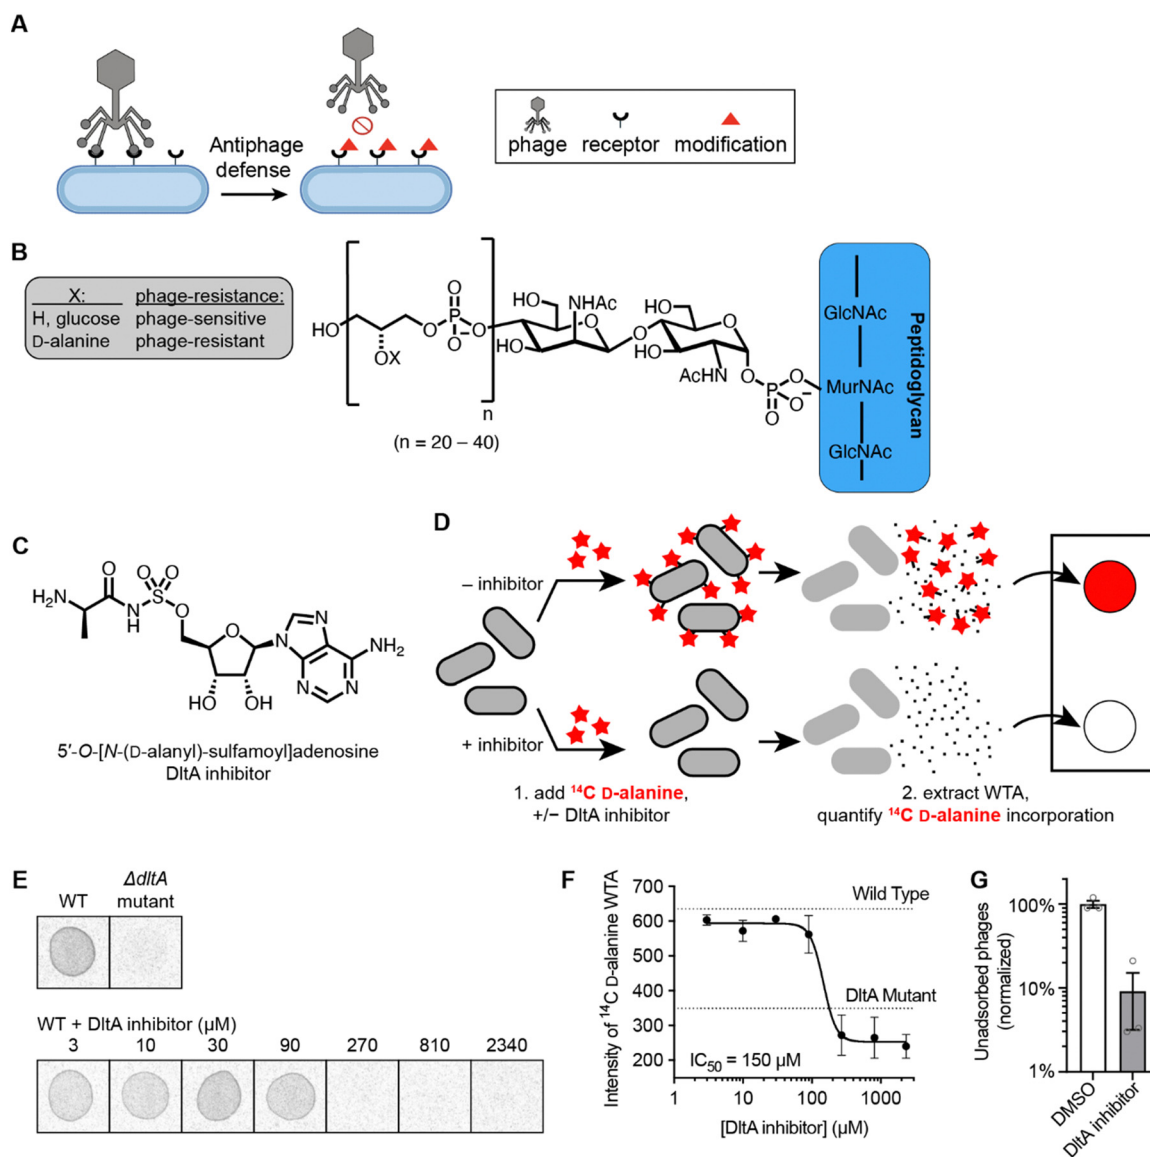 A
Antiphage
defense
phage receptor modification
B
X: phage-resistance:
H, glucose phage-sensitive
D-alanine phage-resistant
HO
OX
O
O
P
O
O⁻
n
(n = 20 – 40)
HO
NHAc
O
HO
O
HO
O
HO
AcHN
O
O
P
O
O⁻
GlcNAc
MurNAc
GlcNAc
Peptidoglycan
C
H₂N
O
N
H
O O
S
O
O
HO OH
N
N
N
N
NH₂
5′-O-[N-(D-alanyl)-sulfamoyl]adenosine
DltA inhibitor
D
– inhibitor
+ inhibitor
1. add ¹⁴C D-alanine,
+/− DltA inhibitor
2. extract WTA,
quantify ¹⁴C D-alanine incorporation
E
WT
ΔdltA
mutant
WT + DltA inhibitor (µM)
3 10 30 90 270 810 2340
F
Intensity of ¹⁴C D-alanine WTA
700
600
500
400
300
200
Wild Type
DltA Mutant
IC₅₀ = 150 µM
1 10 100 1000
[DltA inhibitor] (µM)
G
Unadsorbed phages
(normalized)
100%
10%
1%
DMSO
DltA inhibitor